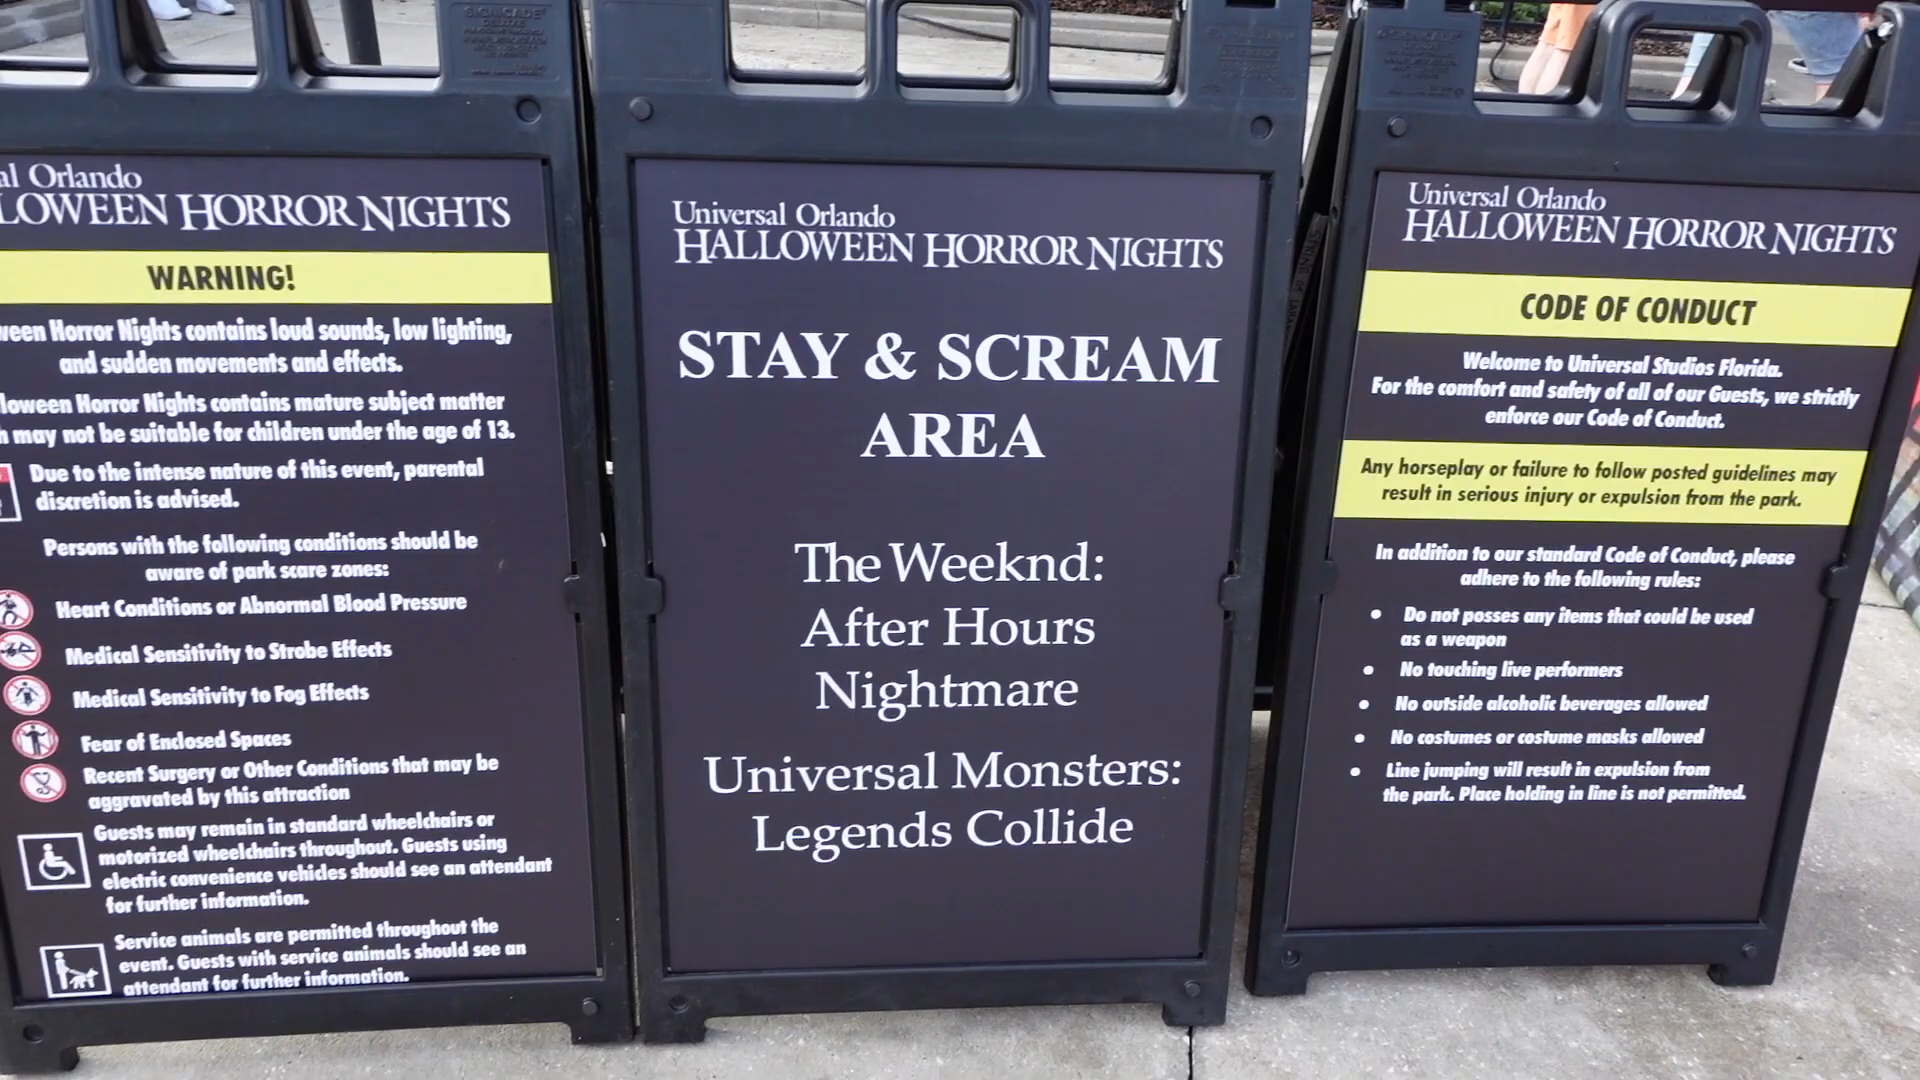 al Orlando
LOWEEN HORROR NIGHTS
WARNING!
ween Horror Nights contains loud sounds, low lighting,
and sudden movements and effects.
loween Horror Nights contains mature subject matter
h may not be suitable for children under the age of 13.
Due to the intense nature of this event, parental
discretion is advised.
Persons with the following conditions should be
aware of park scare zones:
Heart Conditions or Abnormal Blood Pressure
Medical Sensitivity to Strobe Effects
Medical Sensitivity to Fog Effects
Fear of Enclosed Spaces
Recent Surgery or Other Conditions that may be
aggravated by this attraction
Guests may remain in standard wheelchairs or
motorized wheelchairs throughout. Guests using
electric convenience vehicles should see an attendant
for further information.
Service animals are permitted throughout the
event. Guests with service animals should see an
attendant for further information.
Universal Orlando
HALLOWEEN HORROR NIGHTS
STAY & SCREAM
AREA
The Weeknd:
After Hours
Nightmare
Universal Monsters:
Legends Collide
Universal Orlando
HALLOWEEN HORROR NIGHTS
CODE OF CONDUCT
Welcome to Universal Studios Florida.
For the comfort and safety of all of our Guests, we strictly
enforce our Code of Conduct.
Any horseplay or failure to follow posted guidelines may
result in serious injury or expulsion from the park.
In addition to our standard Code of Conduct, please
adhere to the following rules:
• Do not posses any items that could be used
as a weapon
• No touching live performers
• No outside alcoholic beverages allowed
• No costumes or costume masks allowed
• Line jumping will result in expulsion from
the park. Place holding in line is not permitted.